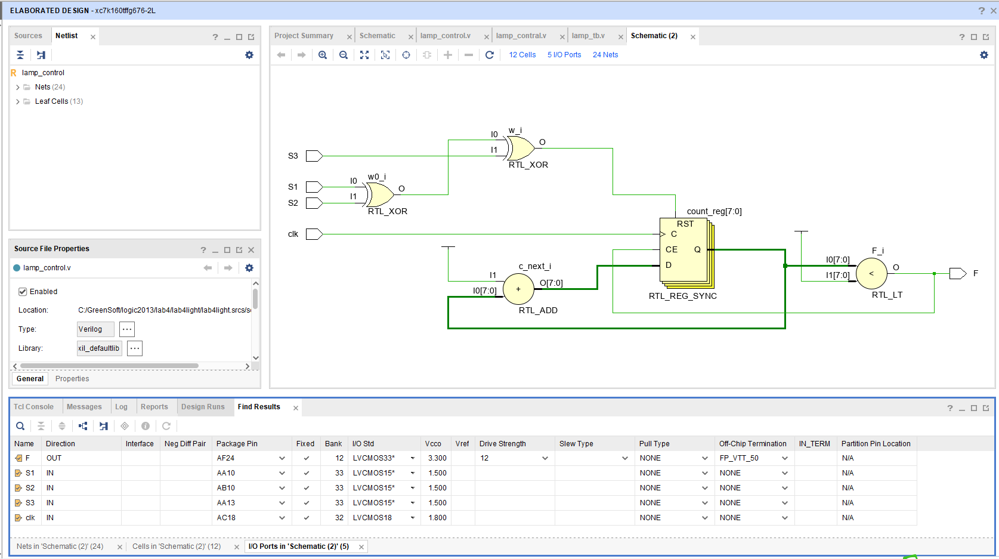 ELABORATED DESIGN - xc7k160tffg676-2L
Sources
Netlist
lamp_control
Nets (24)
Leaf Cells (13)
Source File Properties
lamp_control.v
Enabled
Location: C:/GreenSoft/logic2013/lab4/lab4light/lab4light.srcs/s
Type: Verilog
Library: xil_defaultlib
General Properties
Project Summary Schematic lamp_control.v lamp_contral.v lamp_tb.v Schematic (2)
12 Cells 5 I/O Ports 24 Nets
w_i
I0
O
I1
S3
RTL_XOR
w0_i
I0
S1
O
I1
S2
RTL_XOR
count_reg[7:0]
RST
clk
C
CE
Q
D
RTL_REG_SYNC
c_next_i
I1
+
O[7:0]
I0[7:0]
RTL_ADD
F_i
I0[7:0]
O
<
F
I1[7:0]
RTL_LT
Tcl Console Messages Log Reports Design Runs Find Results
Name Direction Interface Neg Diff Pair Package Pin Fixed Bank I/O Std Vcco Vref Drive Strength Slew Type Pull Type Off-Chip Termination IN_TERM Partition Pin Location
F OUT AF24 12 LVCMOS33* 3.300 12 NONE FP_VTT_50 N/A
S1 IN AA10 33 LVCMOS15* 1.500 NONE NONE N/A
S2 IN AB10 33 LVCMOS15* 1.500 NONE NONE N/A
S3 IN AA13 33 LVCMOS15* 1.500 NONE NONE N/A
clk IN AC18 32 LVCMOS18 1.800 NONE NONE N/A
Nets in 'Schematic (2)' (24) Cells in 'Schematic (2)' (12) I/O Ports in 'Schematic (2)' (5)